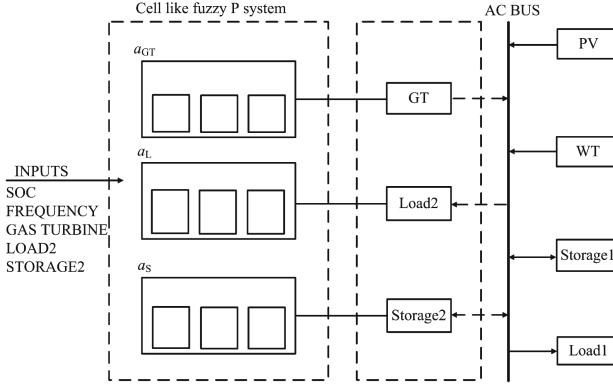 Cell like fuzzy P system
AC BUS
aGT
PV
GT
WT
INPUTS
SOC
FREQUENCY
GAS TURBINE
LOAD2
STORAGE2
aL
Load2
Storage1
aS
Storage2
Load1